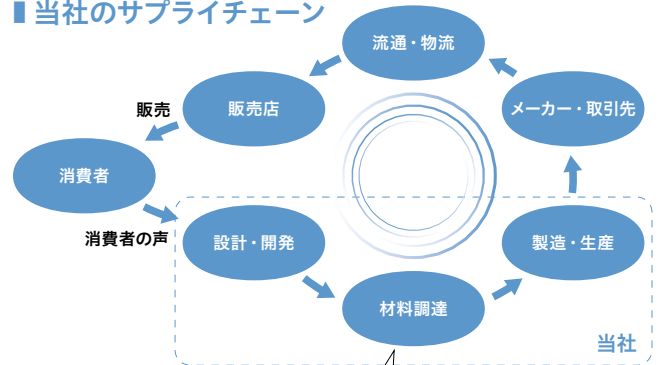 当社のサプライチェーン
流通・物流
販売店
メーカー・取引先
販売
消費者
消費者の声
設計・開発
製造・生産
材料調達
当社